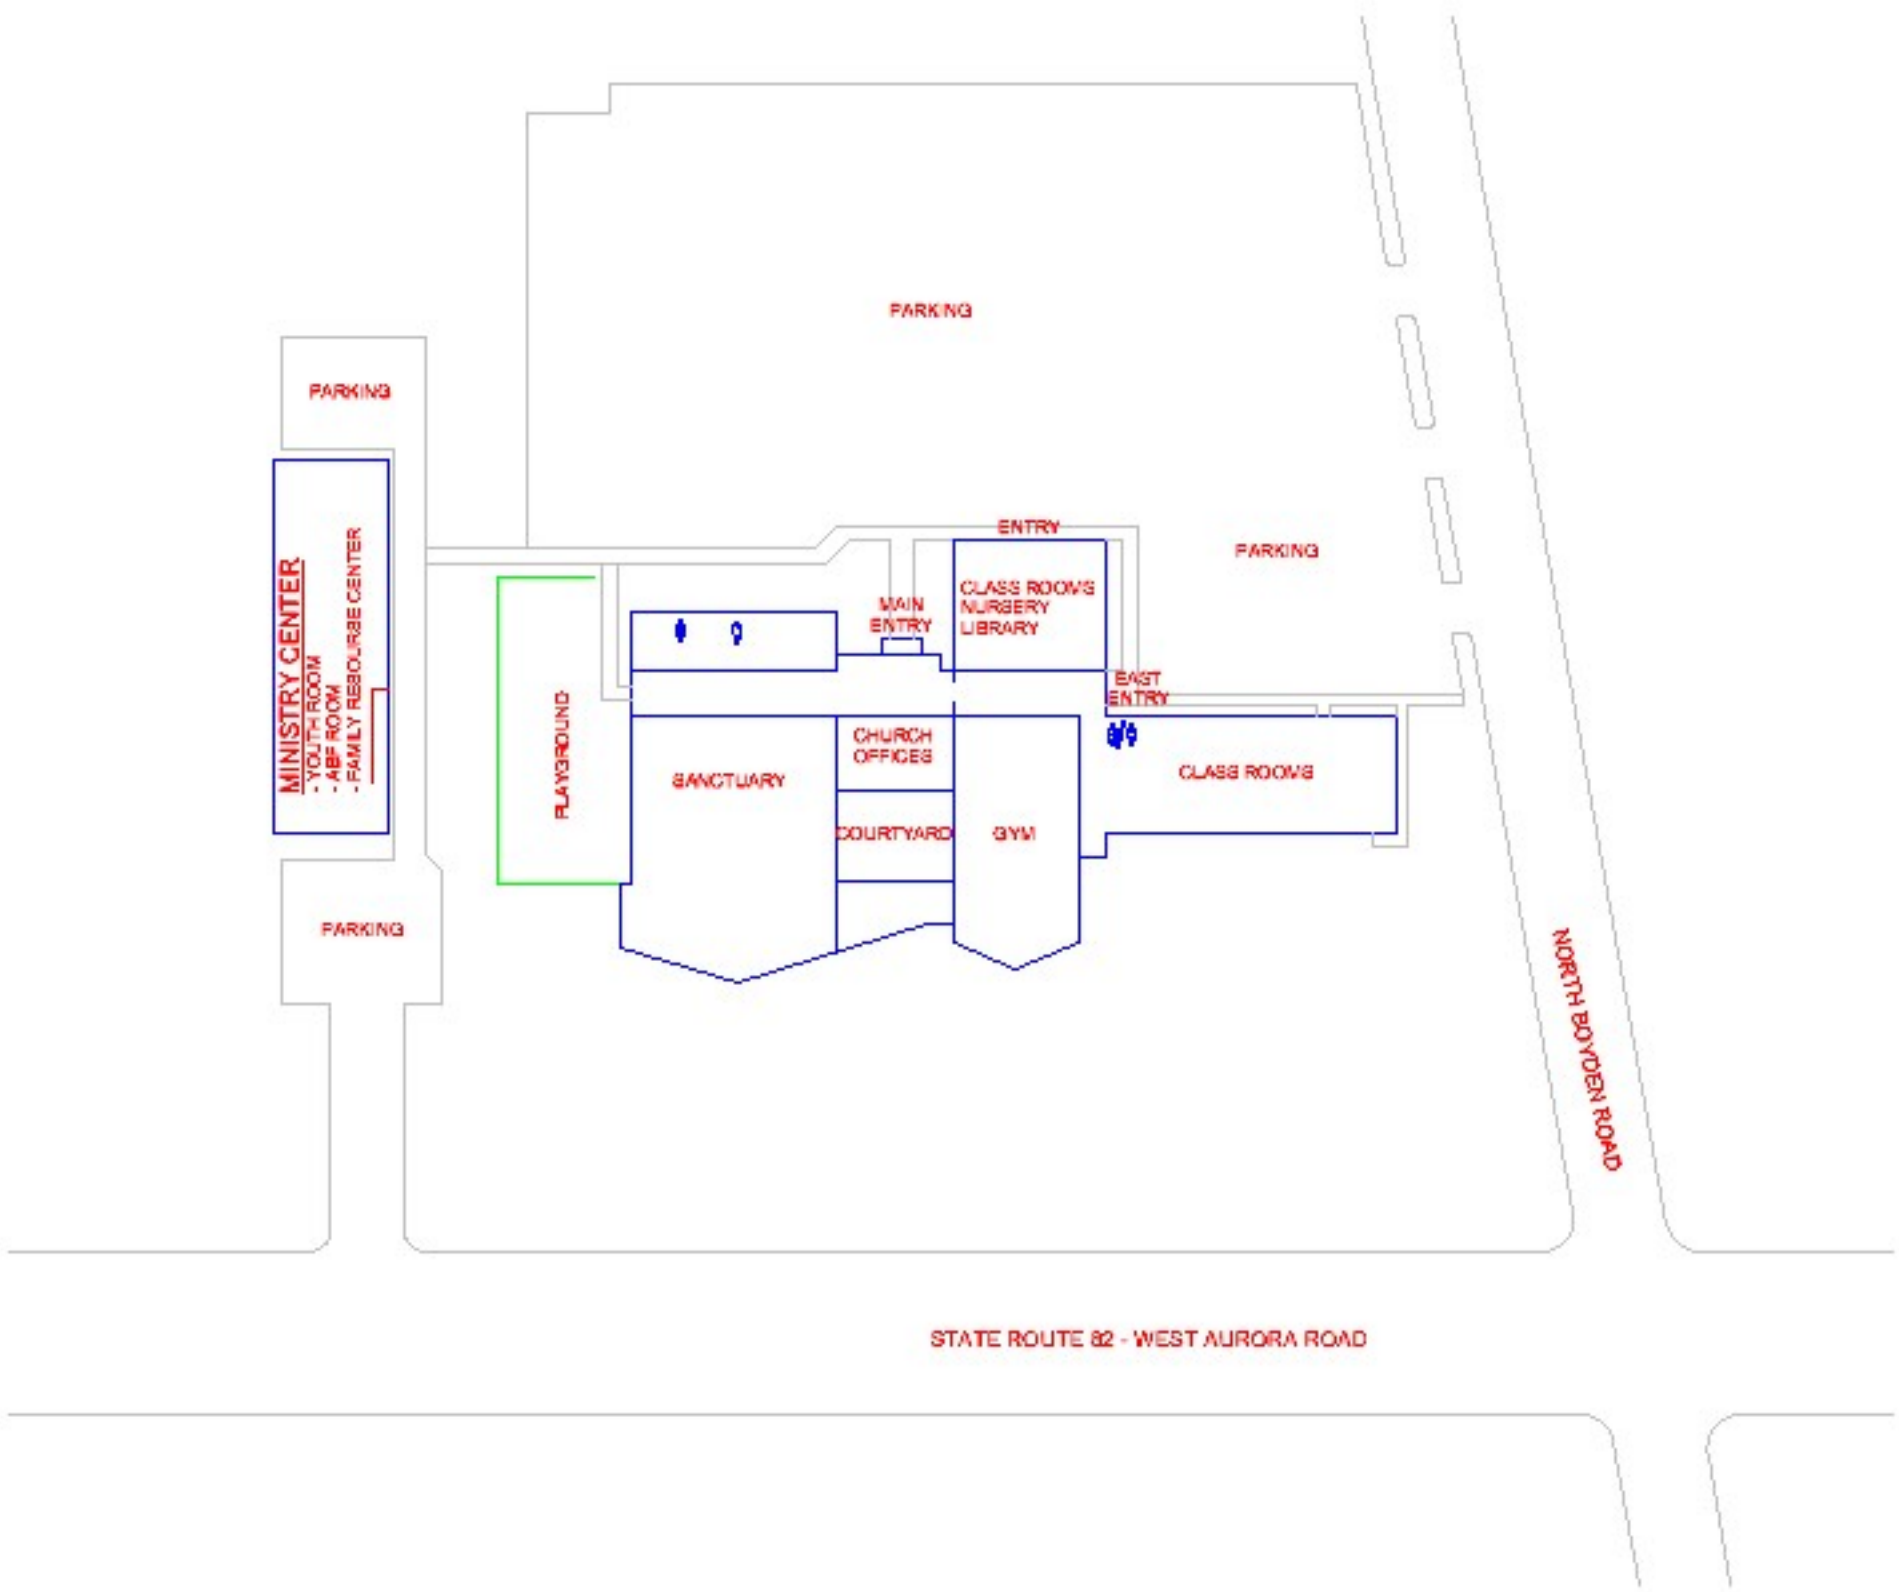 PARKING
PARKING
ENTRY
PARKING
MINISTRY CENTER
- YOUTH ROOM
- ABF ROOM
- FAMILY RESOURSE CENTER
CLASS ROOMS
NURSERY
LIBRARY
MAIN
ENTRY
EAST
ENTRY
PLAYGROUND
SANCTUARY
CHURCH
OFFICES
COURTYARD
GYM
CLASS ROOMS
PARKING
NORTH BOYDEN ROAD
STATE ROUTE 82 - WEST AURORA ROAD